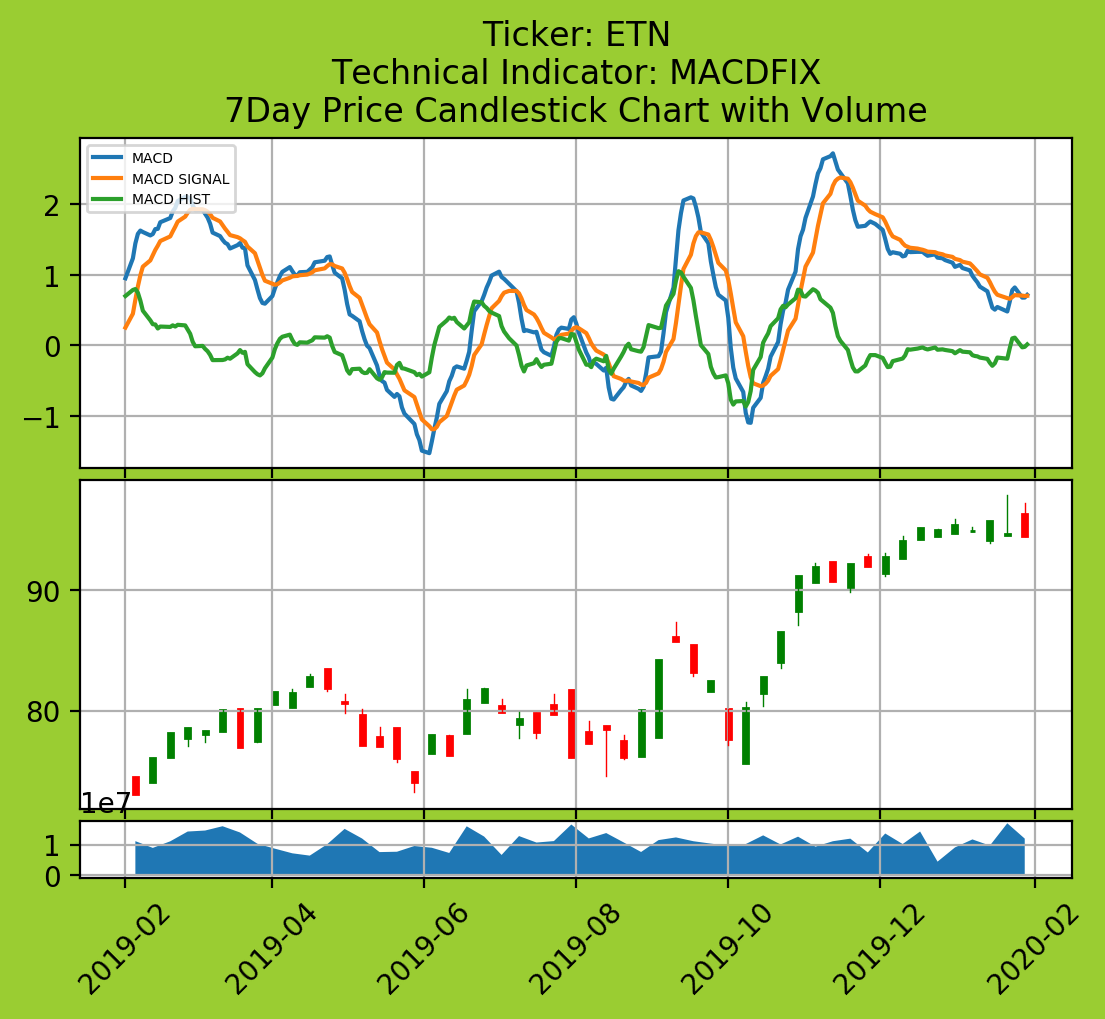 Ticker: ETN
Technical Indicator: MACDFIX
7Day Price Candlestick Chart with Volume
MACD
MACD SIGNAL
MACD HIST
2
1
0
−1
90
80
1e7
1
0
2019-02
2019-04
2019-06
2019-08
2019-10
2019-12
2020-02